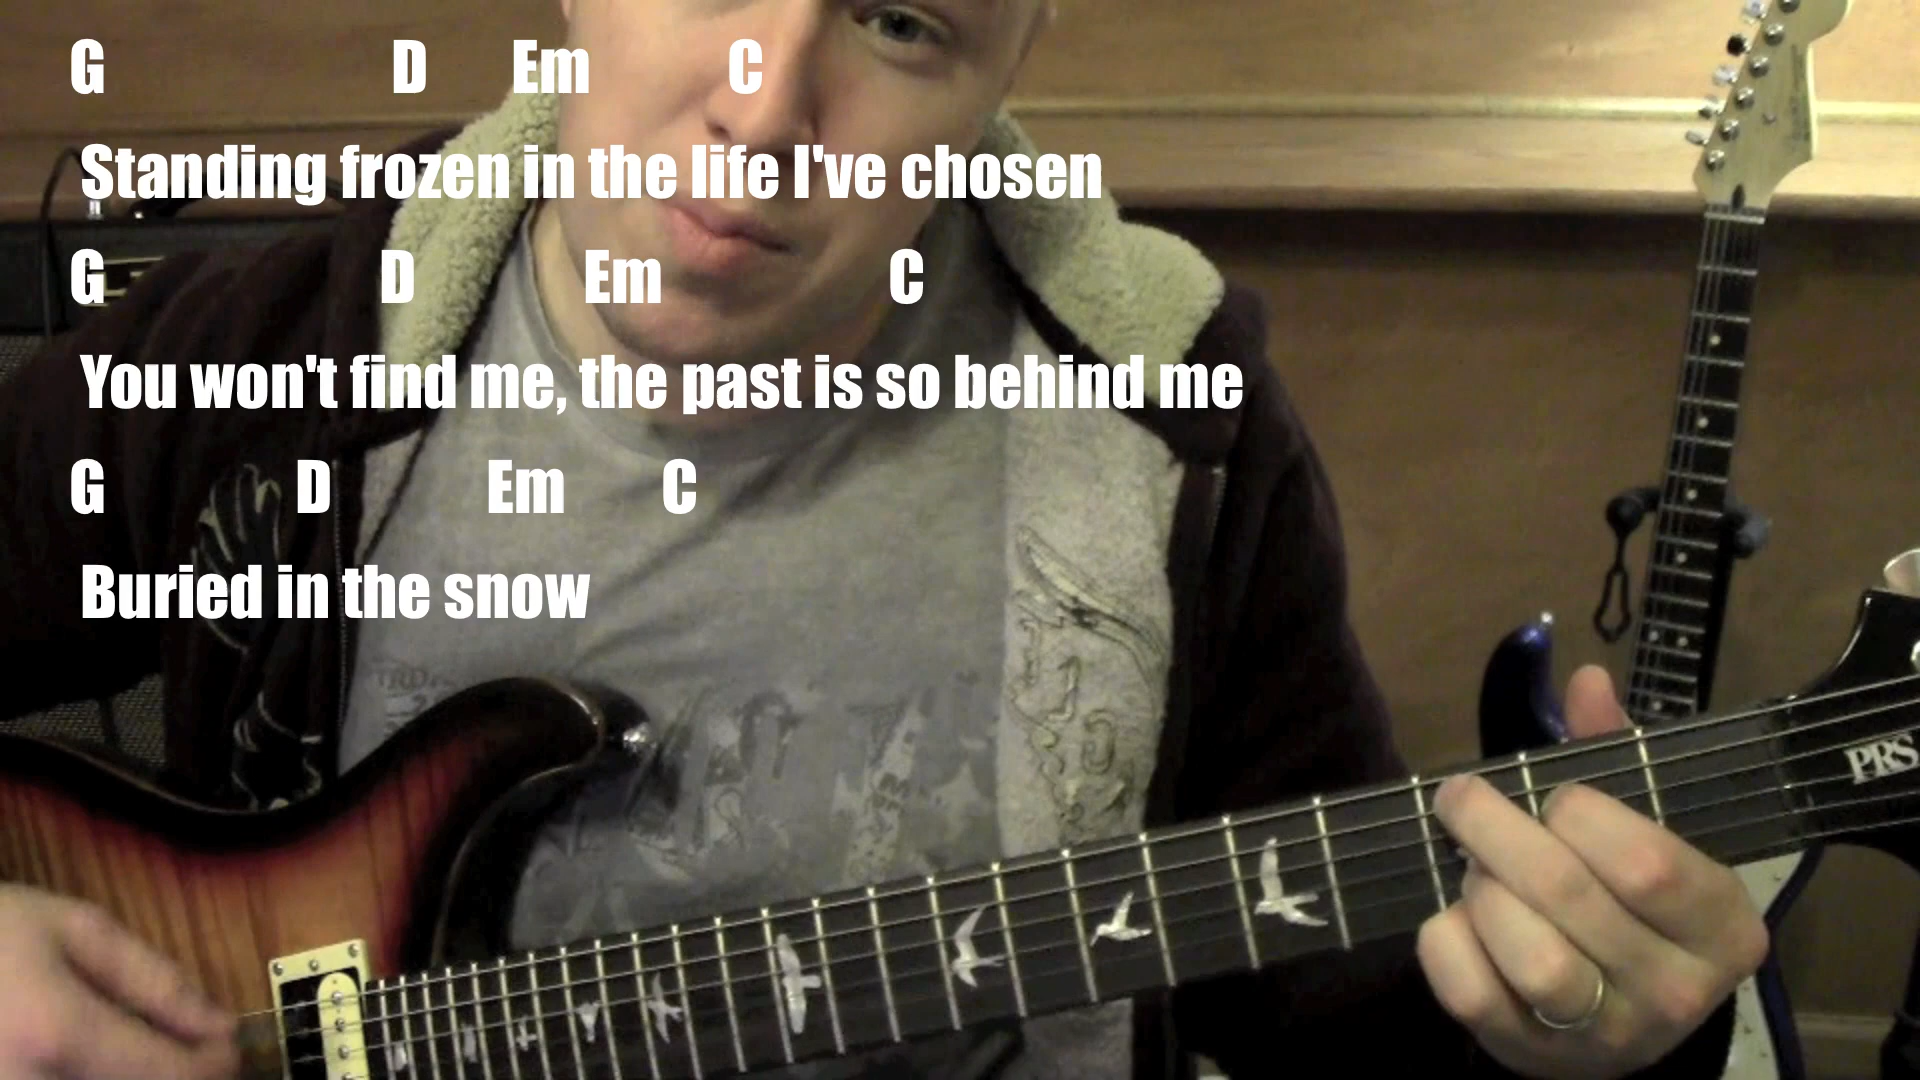 G D Em C
Standing frozen in the life I've chosen
G D Em C
You won't find me, the past is so behind me
G D Em C
Buried in the snow
PRS